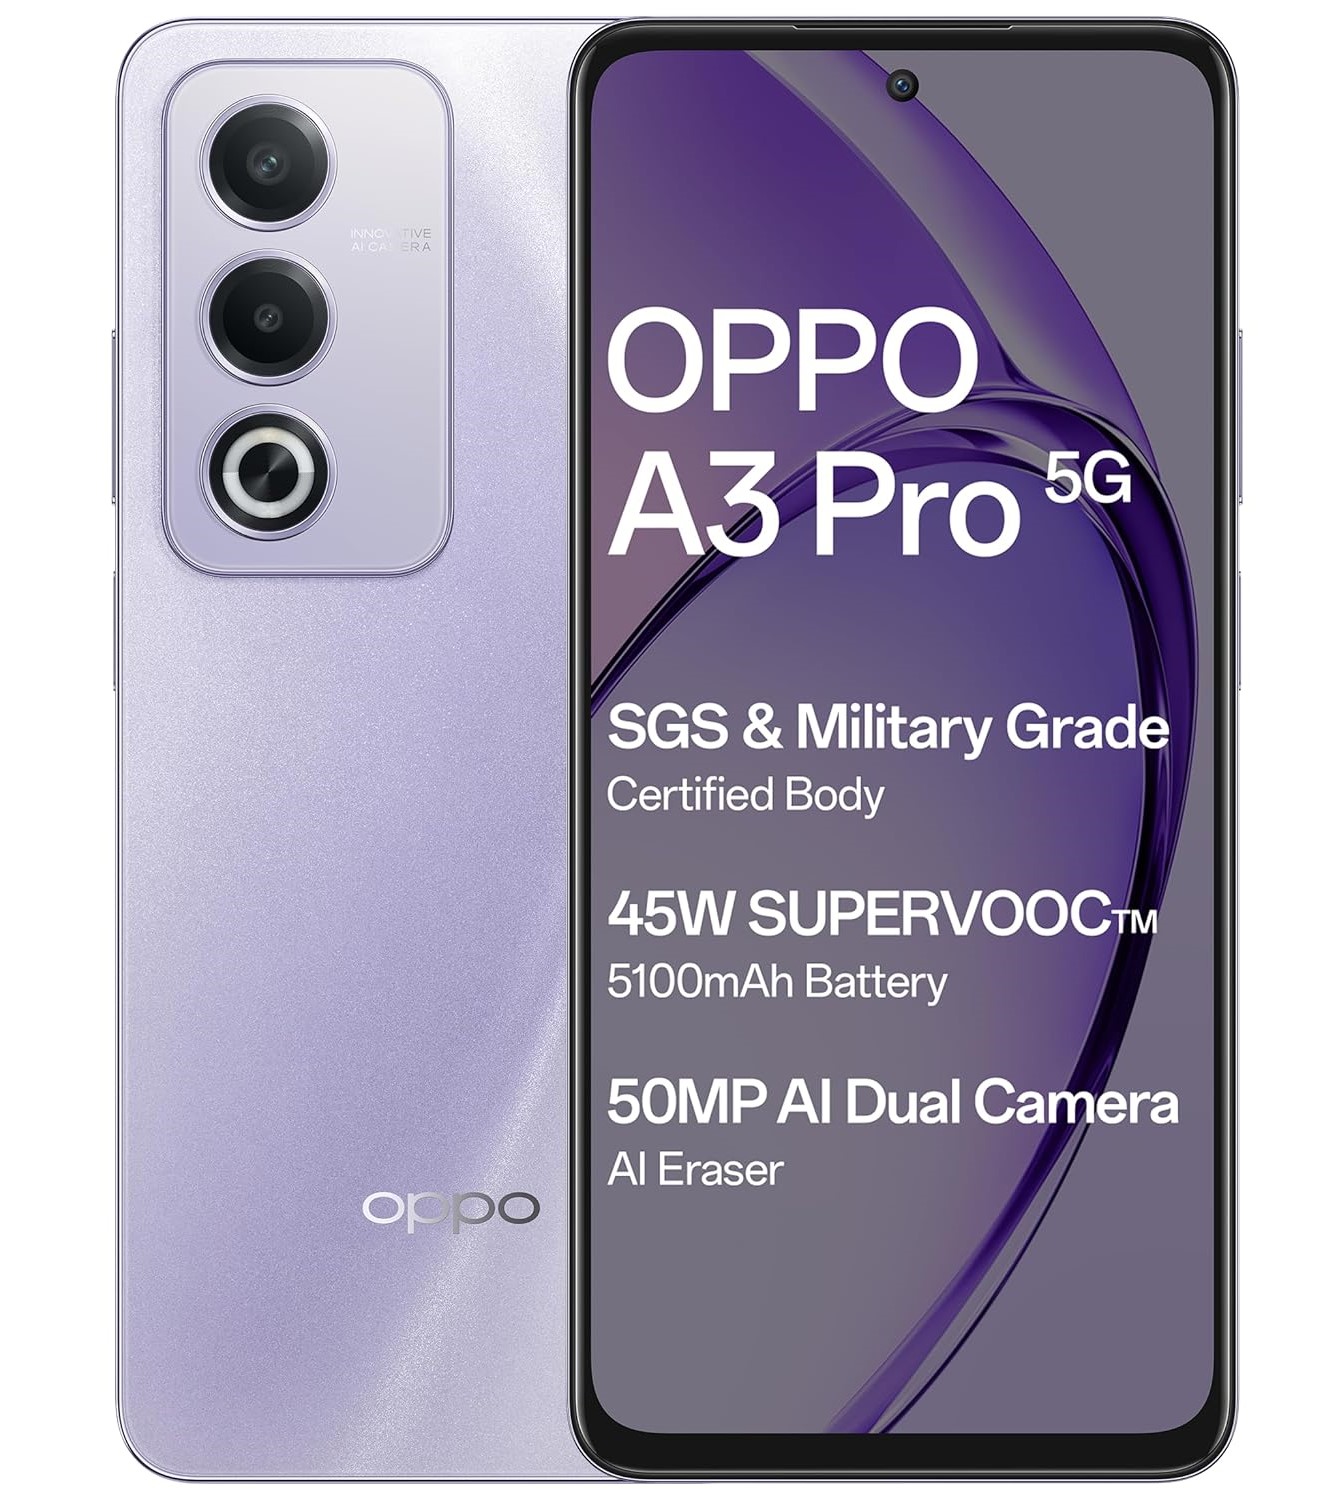 INNOVATIVE
AI CAMERA
oppo
OPPO
A3 Pro 5G
SGS & Military Grade
Certified Body
45W SUPERVOOC™
5100mAh Battery
50MP AI Dual Camera
AI Eraser